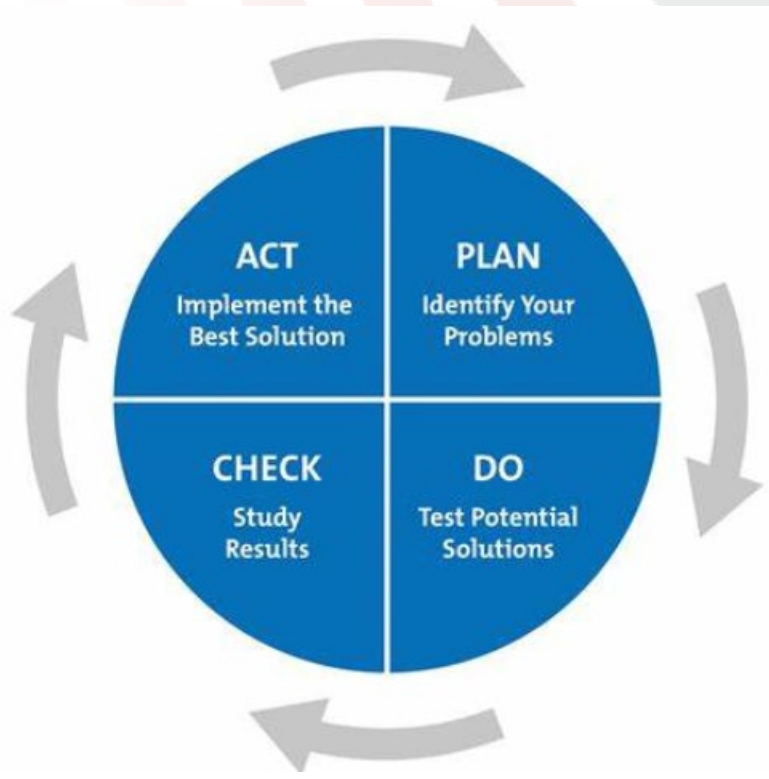 ACT
Implement the
Best Solution
PLAN
Identify Your
Problems
CHECK
Study
Results
DO
Test Potential
Solutions